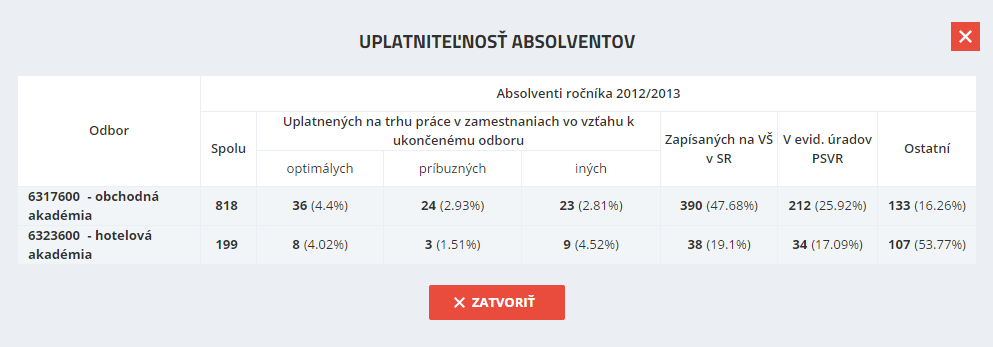 UPLATNITEĽNOSŤ ABSOLVENTOV
Odbor
Absolventi ročníka 2012/2013
Spolu
Uplatnených na trhu práce v zamestnaniach vo vzťahu k
ukončenému odboru
Zapísaných na VŠ
v SR
V evid. úradov
PSVR
Ostatní
optimálych
príbuzných
iných
6317600 - obchodná
akadémia
818
36 (4.4%)
24 (2.93%)
23 (2.81%)
390 (47.68%)
212 (25.92%)
133 (16.26%)
6323600 - hotelová
akadémia
199
8 (4.02%)
3 (1.51%)
9 (4.52%)
38 (19.1%)
34 (17.09%)
107 (53.77%)
ZATVORIŤ